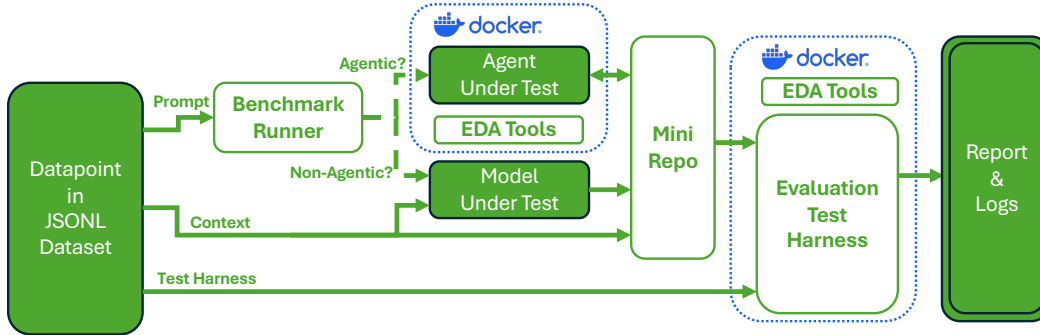 Datapoint
in
JSONL
Dataset
Prompt
Context
Test Harness
Benchmark
Runner
Agentic?
Non-Agentic?
docker
Agent
Under Test
EDA Tools
Model
Under Test
Mini
Repo
docker
EDA Tools
Evaluation
Test
Harness
Report
&
Logs